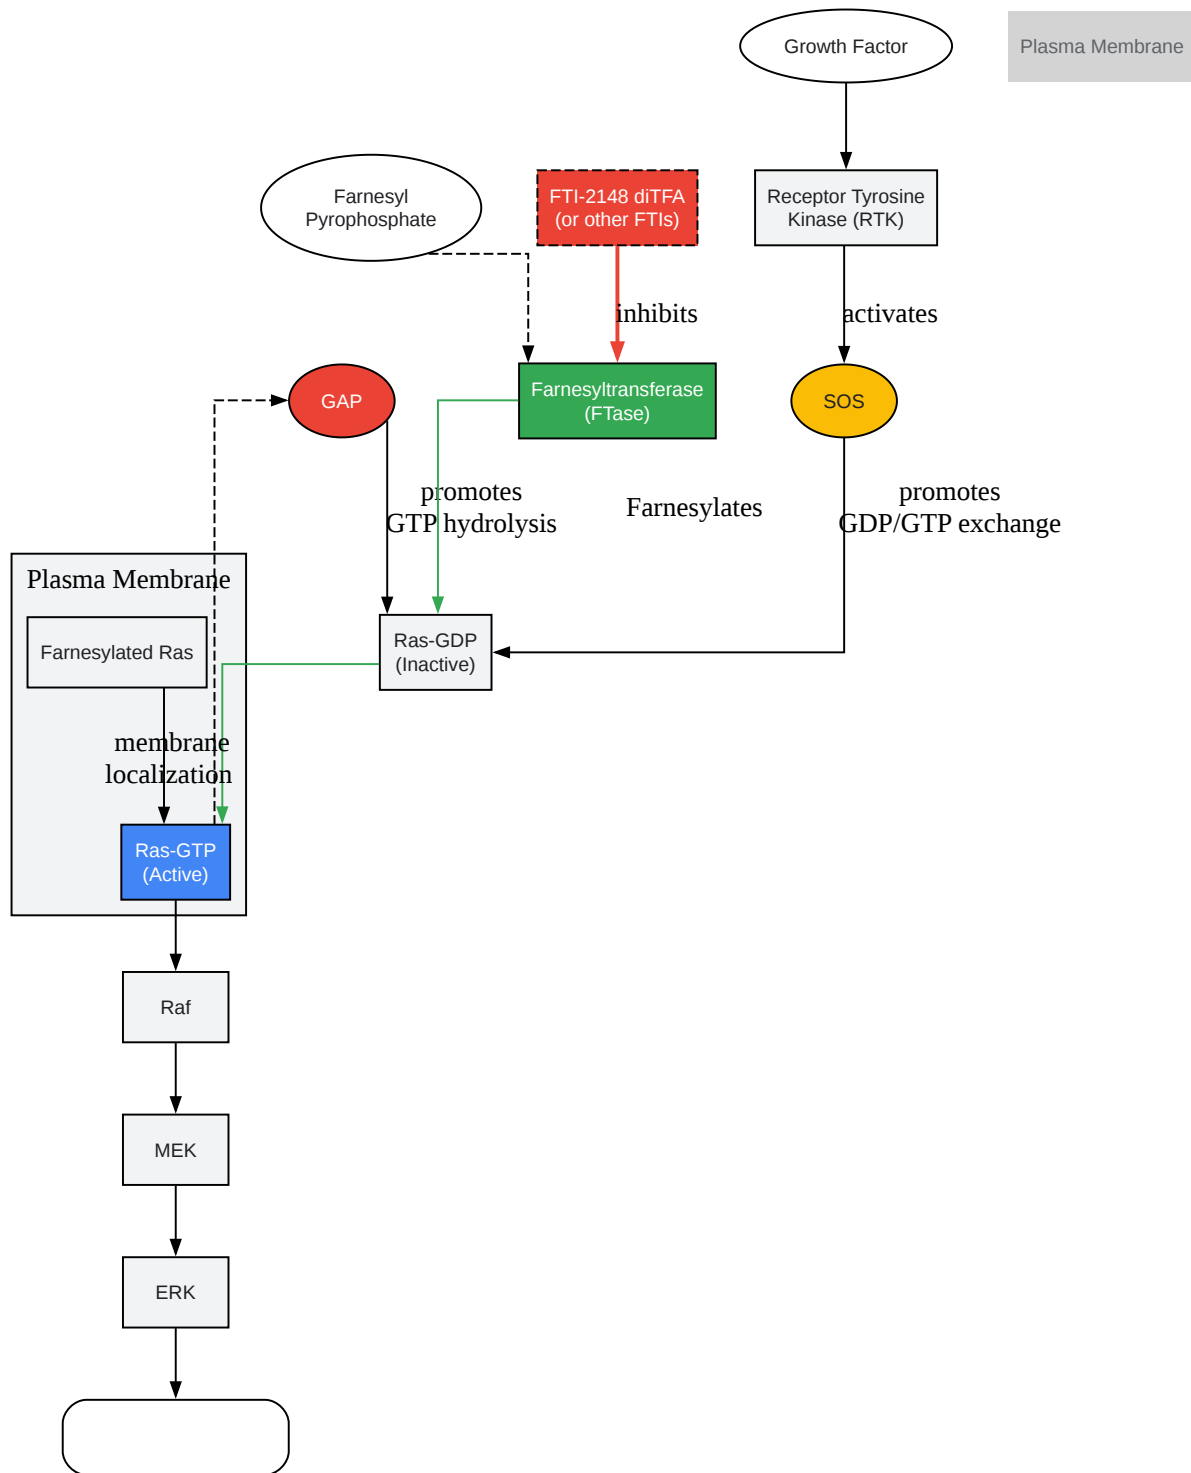 Growth Factor
Plasma Membrane
Farnesyl
Pyrophosphate
FTI-2148 diTFA
(or other FTIs)
Receptor Tyrosine
Kinase (RTK)
inhibits
activates
GAP
Farnesyltransferase
(FTase)
SOS
promotes
GTP hydrolysis
Farnesylates
promotes
GDP/GTP exchange
Plasma Membrane
Farnesylated Ras
Ras-GDP
(Inactive)
membrane
localization
Ras-GTP
(Active)
Raf
MEK
ERK